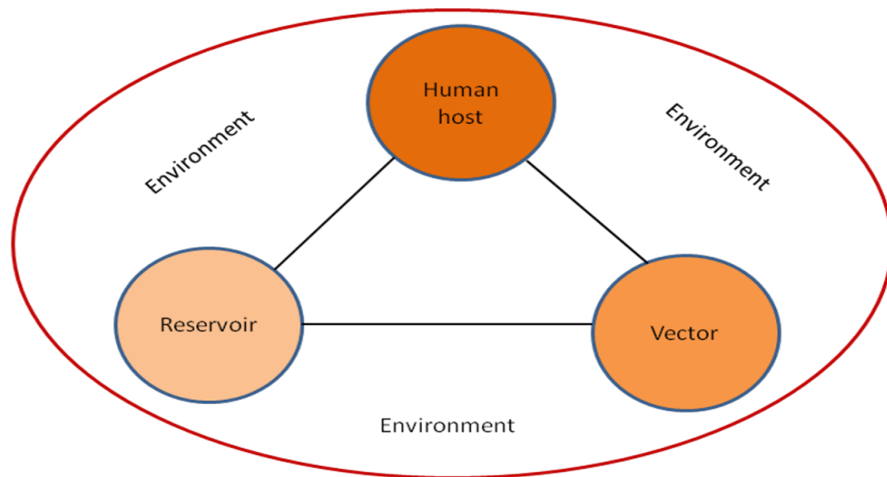 Human
host
Environment
Environment
Reservoir
Vector
Environment